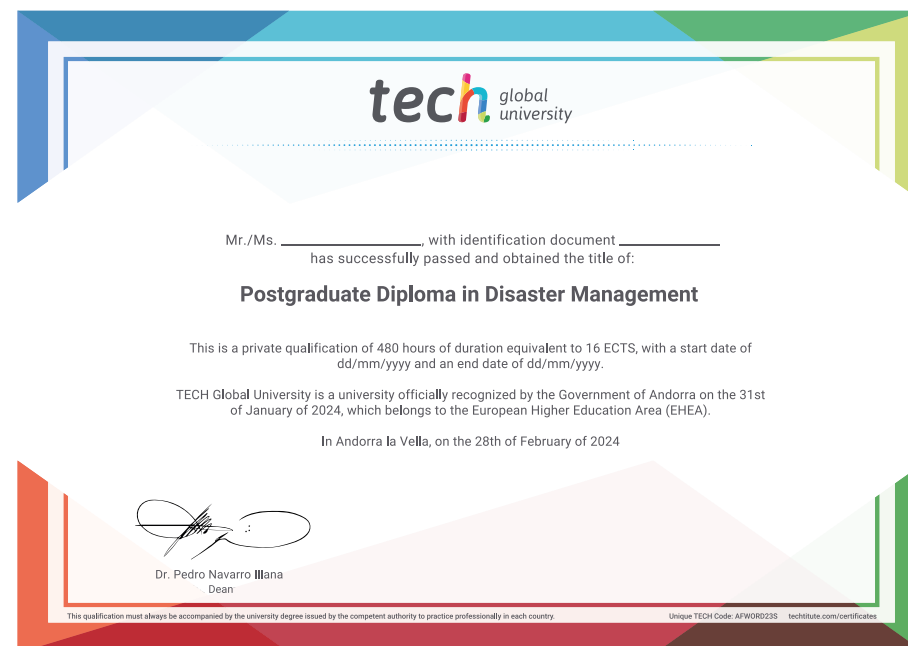 tech global university
Mr./Ms. ____________________, with identification document ______________
has successfully passed and obtained the title of:
Postgraduate Diploma in Disaster Management
This is a private qualification of 480 hours of duration equivalent to 16 ECTS, with a start date of
dd/mm/yyyy and an end date of dd/mm/yyyy.
TECH Global University is a university officially recognized by the Government of Andorra on the 31st
of January of 2024, which belongs to the European Higher Education Area (EHEA).
In Andorra la Vella, on the 28th of February of 2024
Dr. Pedro Navarro Illana
Dean
This qualification must always be accompanied by the university degree issued by the competent authority to practice professionally in each country. Unique TECH Code: AFWORD23S techtitute.com/certificates